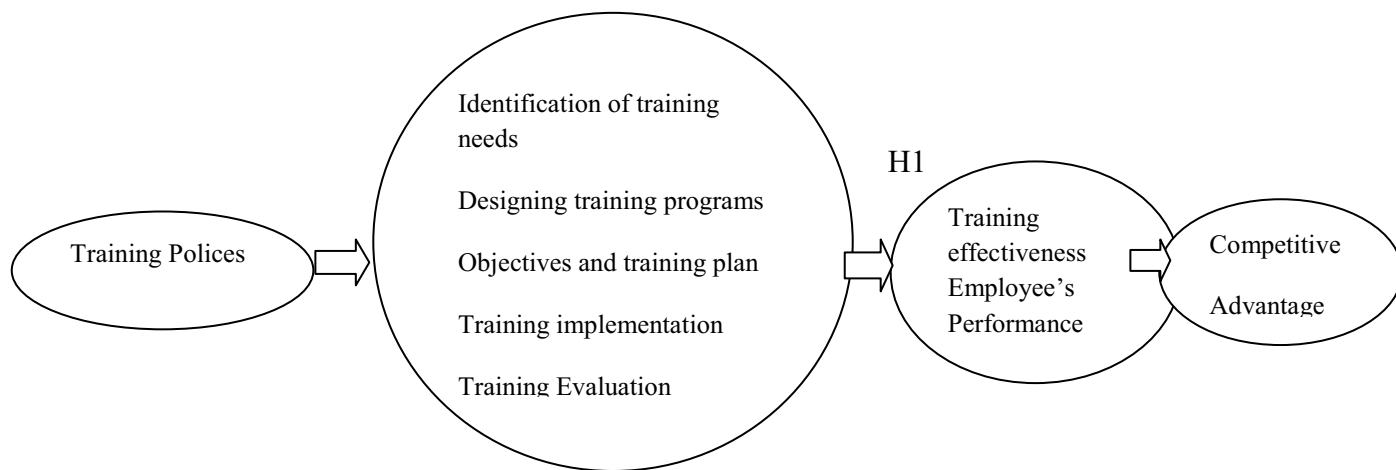 Training Polices
Identification of training
needs
Designing training programs
Objectives and training plan
Training implementation
Training Evaluation
H1
Training
effectiveness
Employee’s
Performance
Competitive
Advantage